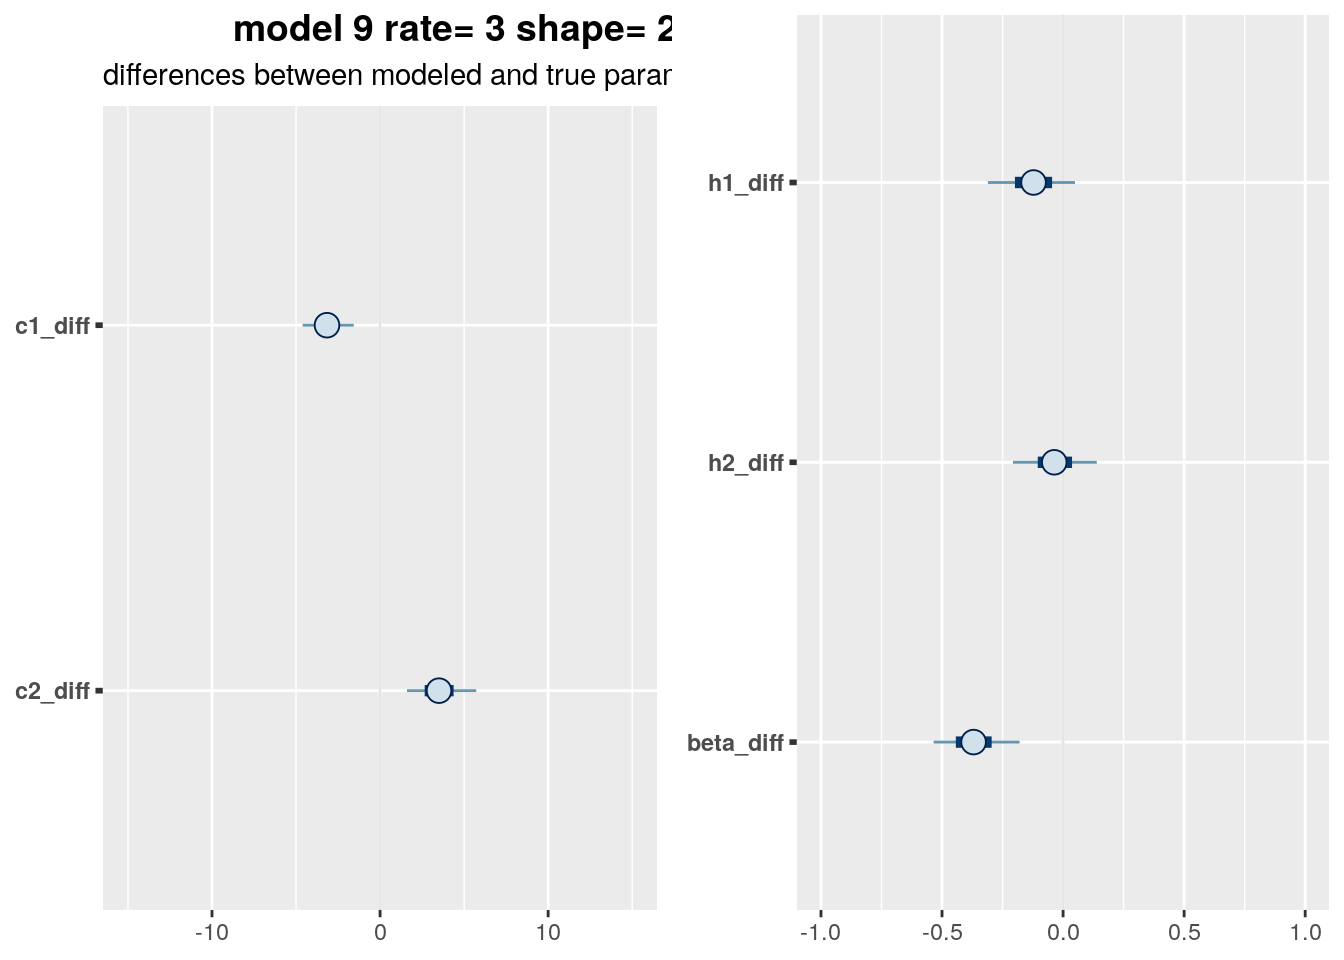 model 9 rate= 3 shape= 2
differences between modeled and true
c1_diff
c2_diff
-10 0 10
h1_diff
h2_diff
beta_diff
-1.0 -0.5 0.0 0.5 1.0